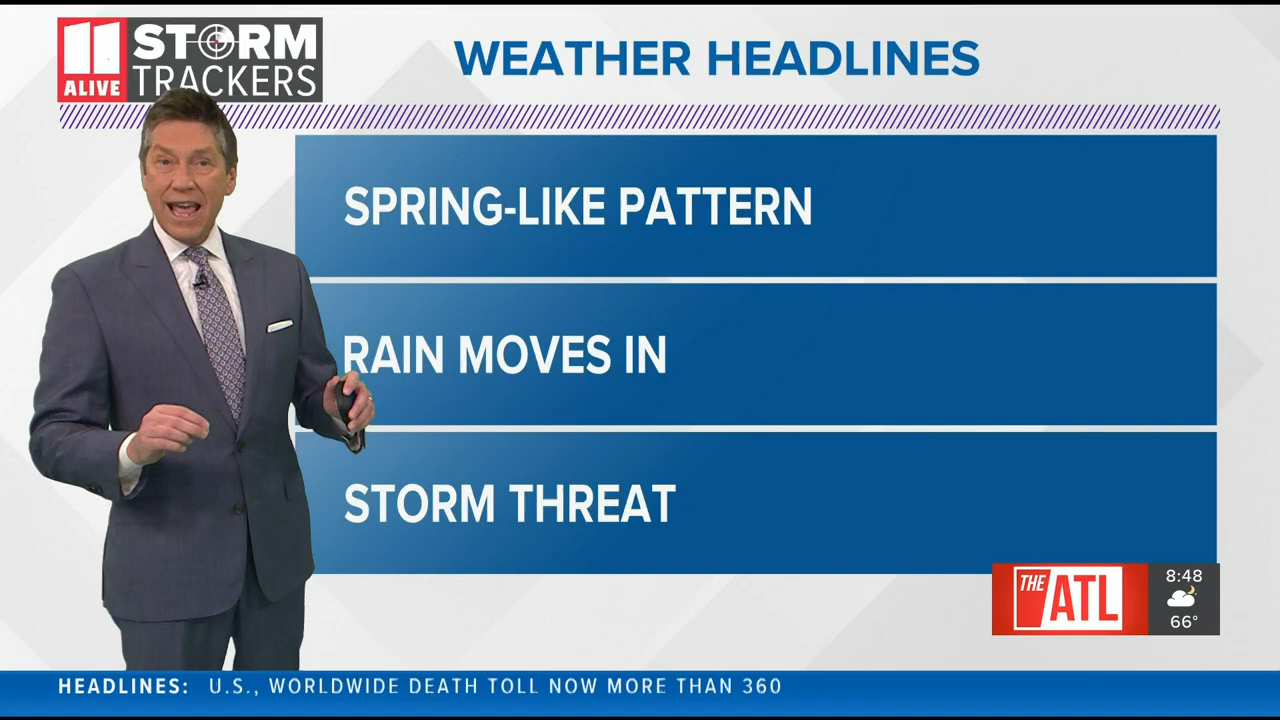 11 ALIVE
STORM
TRACKERS
WEATHER HEADLINES
SPRING-LIKE PATTERN
RAIN MOVES IN
STORM THREAT
THE ATL
8:48
66°
HEADLINES: U.S., WORLDWIDE DEATH TOLL NOW MORE THAN 360